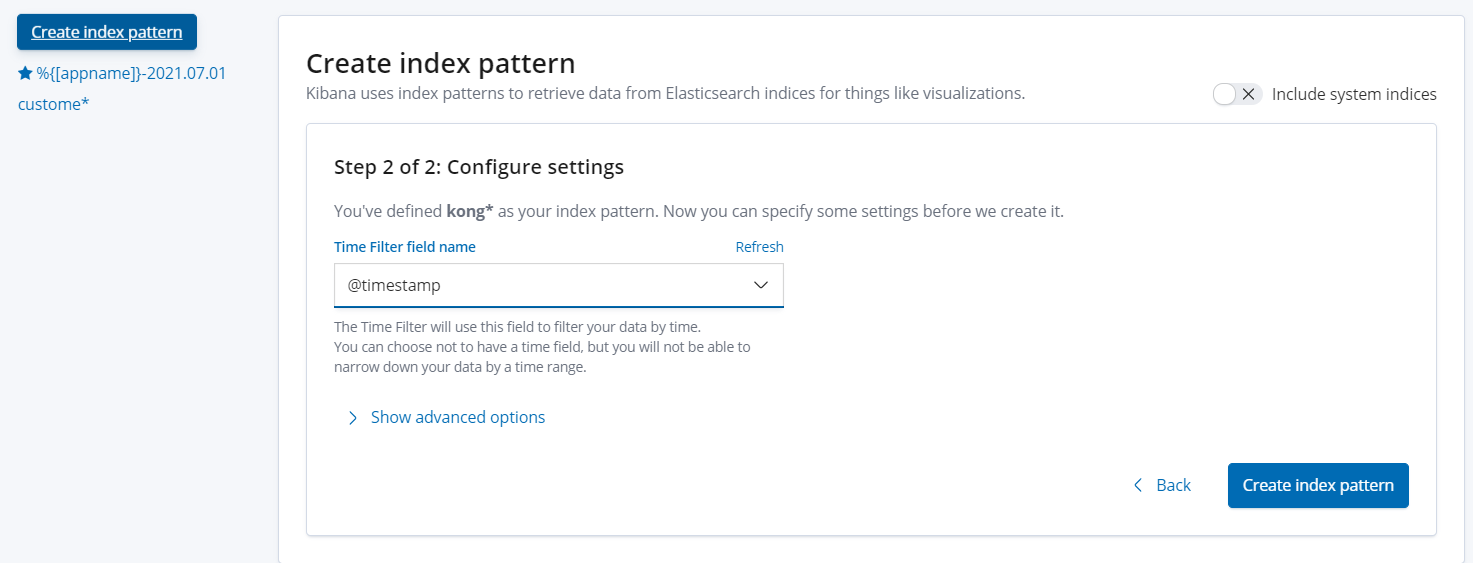 Create index pattern
%{[appname]}-2021.07.01
custome*
Create index pattern
Kibana uses index patterns to retrieve data from Elasticsearch indices for things like visualizations.
Include system indices
Step 2 of 2: Configure settings
You've defined kong* as your index pattern. Now you can specify some settings before we create it.
Time Filter field name
Refresh
@timestamp
The Time Filter will use this field to filter your data by time.
You can choose not to have a time field, but you will not be able to
narrow down your data by a time range.
Show advanced options
Back
Create index pattern